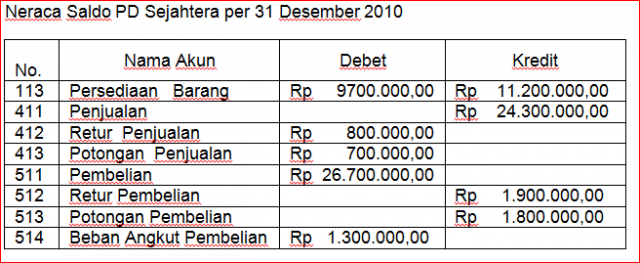 Neraca Saldo PD Sejahtera per 31 Desember 2010
No. Nama Akun Debet Kredit
113 Persediaan Barang Rp 9700.000,00 Rp 11.200.000,00
411 Penjualan Rp 24.300.000,00
412 Retur Penjualan Rp 800.000,00
413 Potongan Penjualan Rp 700.000,00
511 Pembelian Rp 26.700.000,00
512 Retur Pembelian Rp 1.900.000,00
513 Potongan Pembelian Rp 1.800.000,00
514 Beban Angkut Pembelian Rp 1.300.000,00